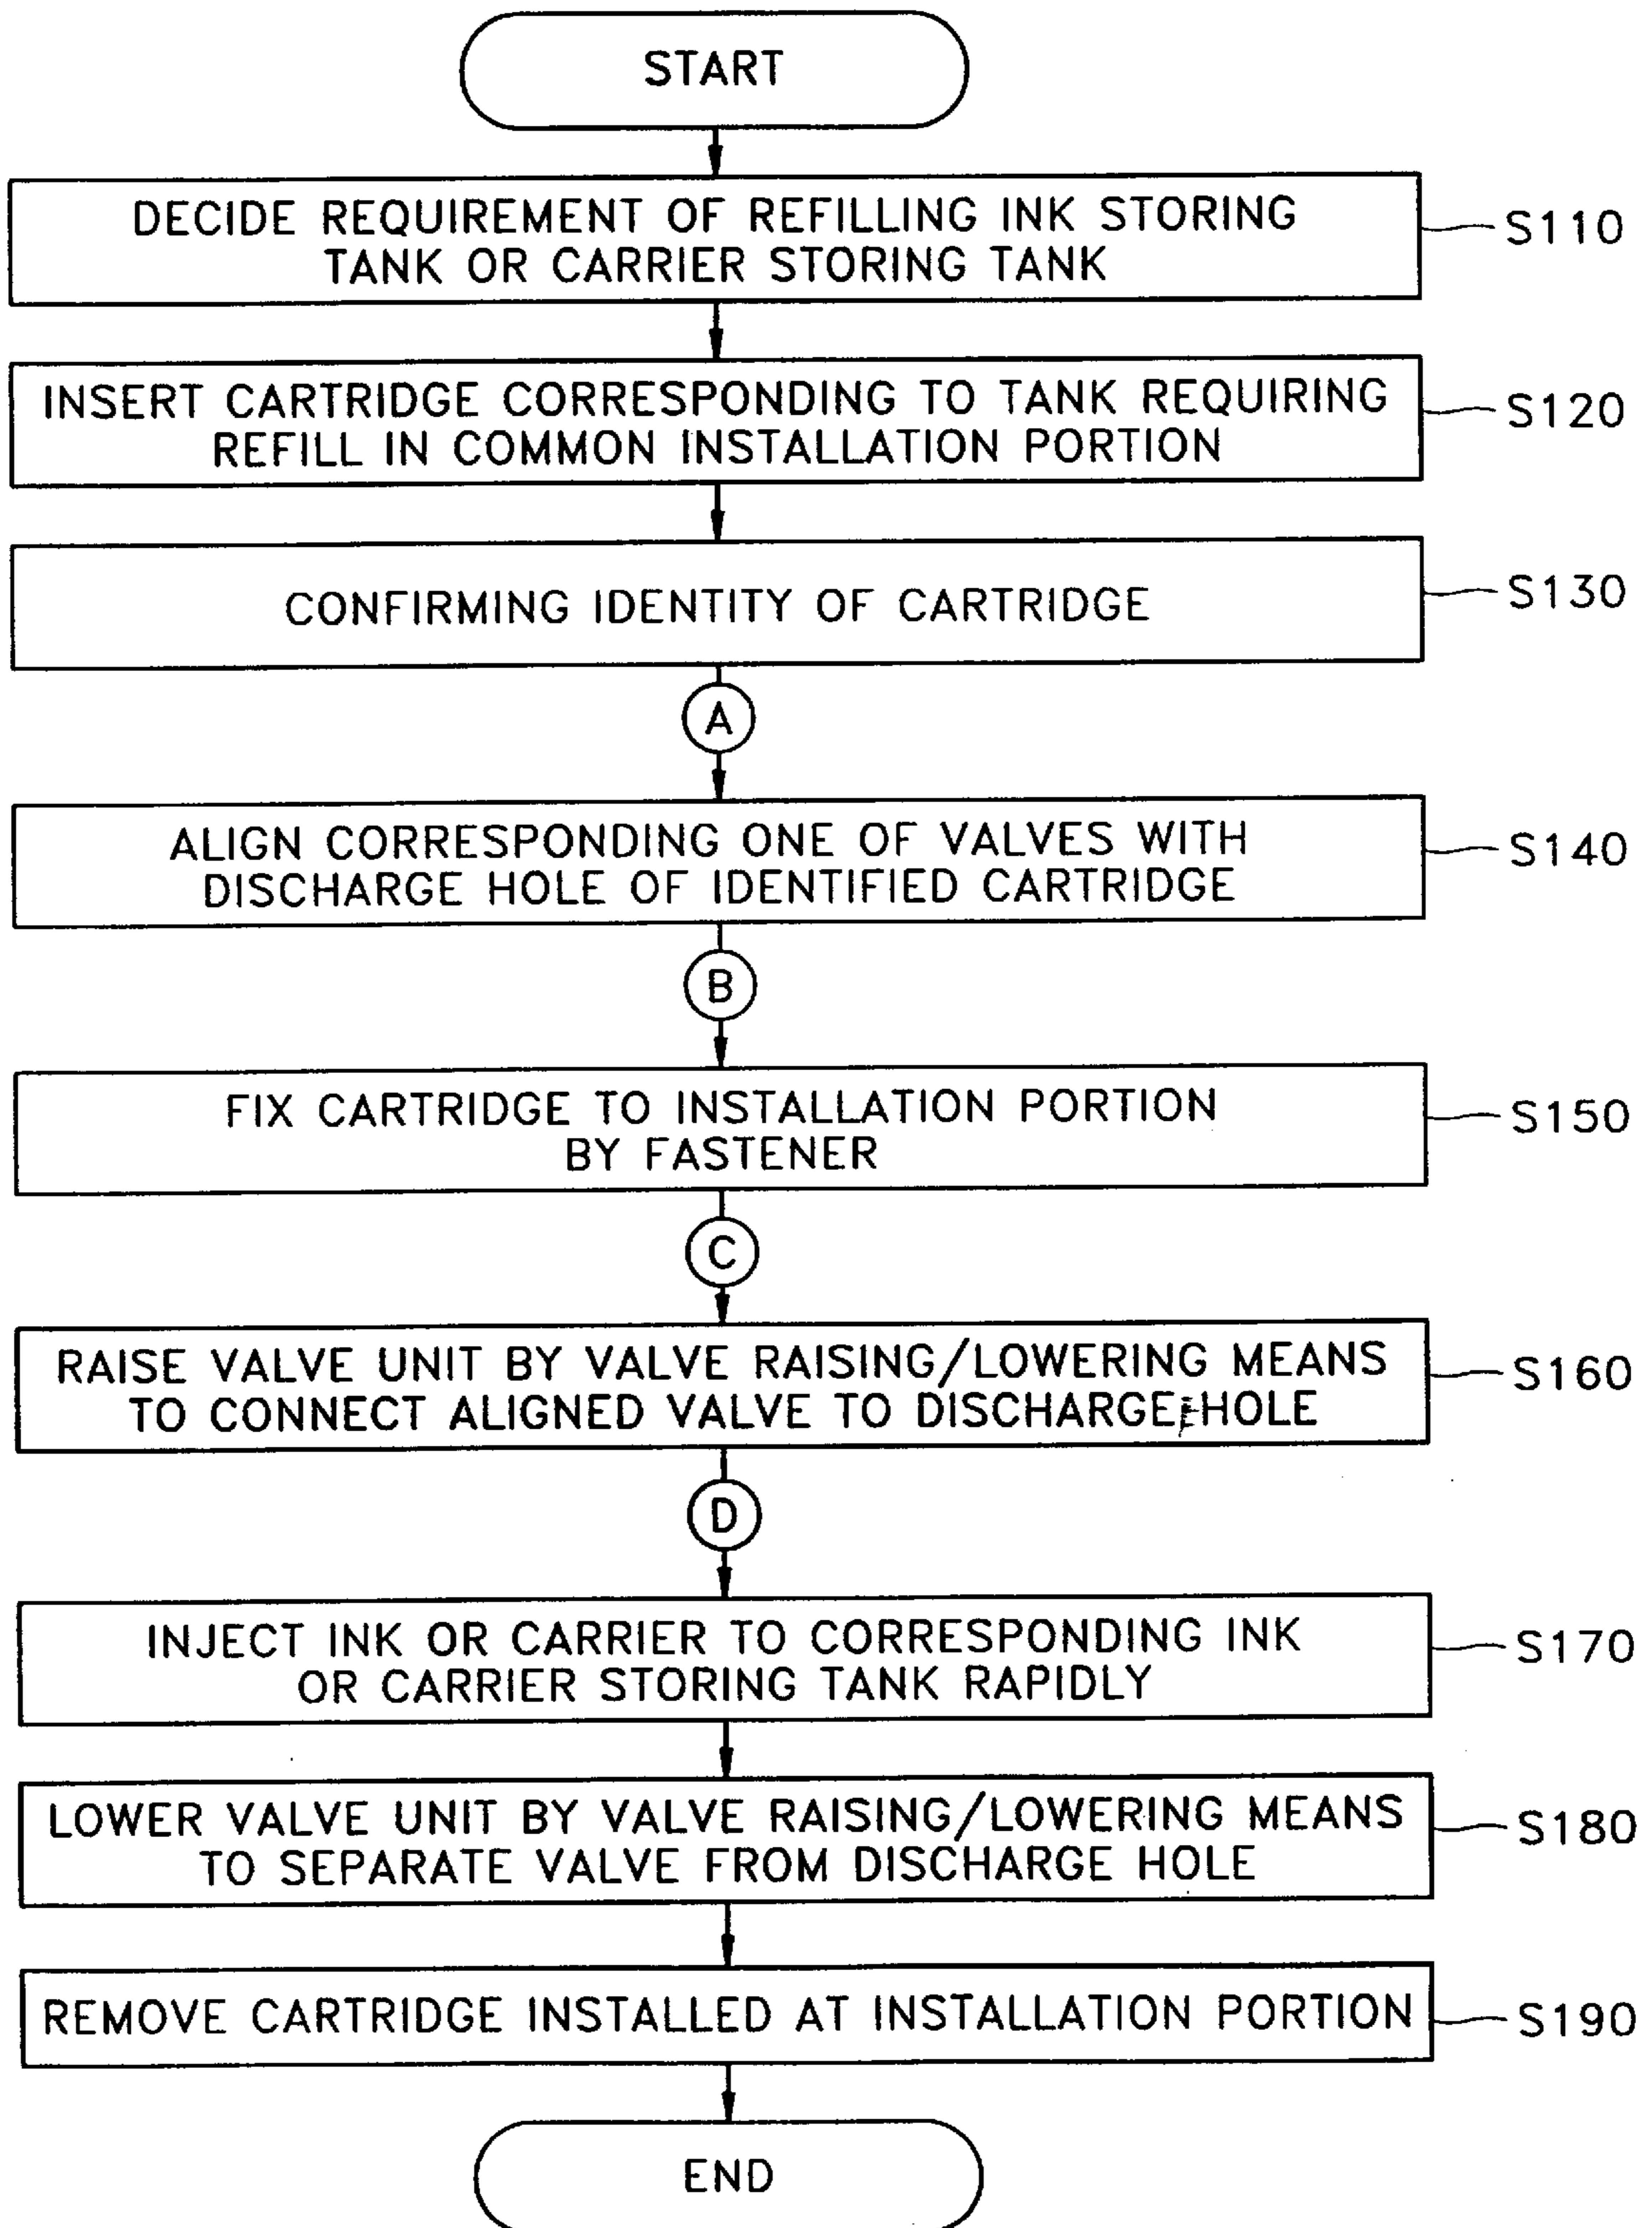 START
DECIDE REQUIREMENT OF REFILLING INK STORING
TANK OR CARRIER STORING TANK
S110
INSERT CARTRIDGE CORRESPONDING TO TANK REQUIRING
REFILL IN COMMON INSTALLATION PORTION
S120
CONFIRMING IDENTITY OF CARTRIDGE
S130
A
ALIGN CORRESPONDING ONE OF VALVES WITH
DISCHARGE HOLE OF IDENTIFIED CARTRIDGE
S140
B
FIX CARTRIDGE TO INSTALLATION PORTION
BY FASTENER
S150
C
RAISE VALVE UNIT BY VALVE RAISING/LOWERING MEANS
TO CONNECT ALIGNED VALVE TO DISCHARGE HOLE
S160
D
INJECT INK OR CARRIER TO CORRESPONDING INK
OR CARRIER STORING TANK RAPIDLY
S170
LOWER VALVE UNIT BY VALVE RAISING/LOWERING MEANS
TO SEPARATE VALVE FROM DISCHARGE HOLE
S180
REMOVE CARTRIDGE INSTALLED AT INSTALLATION PORTION
S190
END